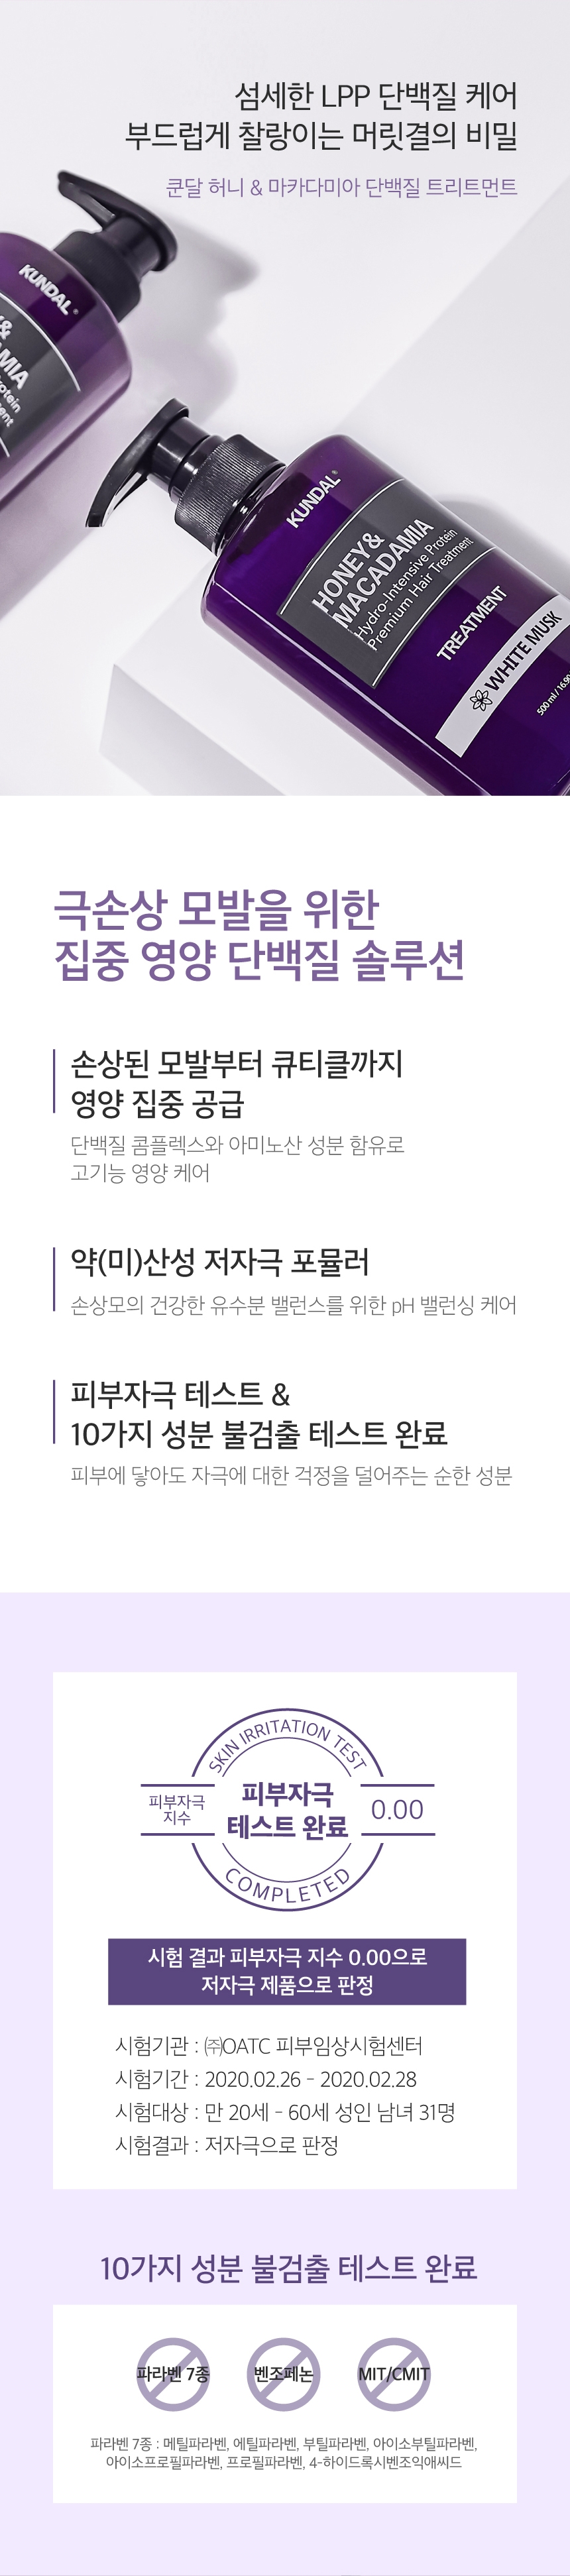 섬세한 LPP 단백질 케어
부드럽게 찰랑이는 머릿결의 비밀
쿤달 허니 & 마카다미아 단백질 트리트먼트
KUNDAL®
KUNDAL®
HONEY&
MACADAMIA
Hydro-Intensive Protein
Premium Hair Treatment
TREATMENT
WHITE MUSK
극손상 모발을 위한
집중 영양 단백질 솔루션
손상된 모발부터 큐티클까지
영양 집중 공급
단백질 콤플렉스와 아미노산 성분 함유로
고기능 영양 케어
약(미)산성 저자극 포뮬러
손상모의 건강한 유수분 밸런스를 위한 pH 밸런싱 케어
피부자극 테스트 &
10가지 성분 불검출 테스트 완료
피부에 닿아도 자극에 대한 걱정을 덜어주는 순한 성분
SKIN IRRITATION TEST
피부자극
지수
피부자극
테스트 완료
0.00
COMPLETED
시험 결과 피부자극 지수 0.00으로
저자극 제품으로 판정
시험기관 : ㈜OATC 피부임상시험센터
시험기간 : 2020.02.26 - 2020.02.28
시험대상 : 만 20세 - 60세 성인 남녀 31명
시험결과 : 저자극으로 판정
10가지 성분 불검출 테스트 완료
파라벤 7종
벤조페논
MIT/CMIT
파라벤 7종 : 메틸파라벤, 에틸파라벤, 부틸파라벤, 아이소부틸파라벤,
아이소프로필파라벤, 프로필파라벤, 4-하이드록시벤조익애씨드